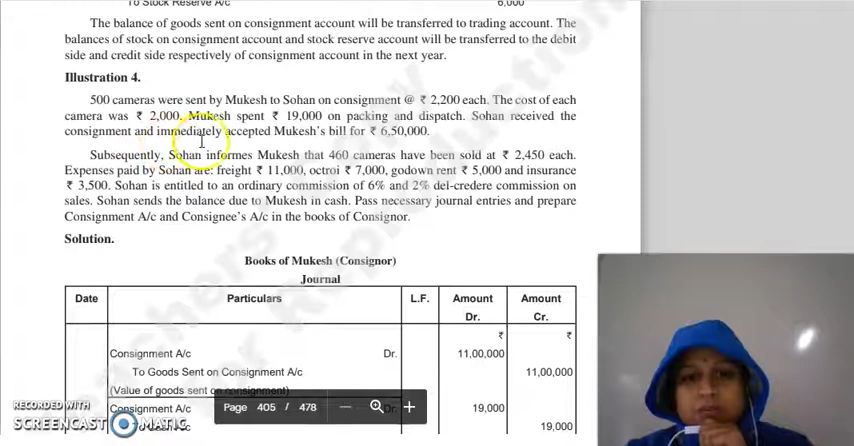 To Stock Reserve A/c 6,000
The balance of goods sent on consignment account will be transferred to trading account. The
balances of stock on consignment account and stock reserve account will be transferred to the debit
side and credit side respectively of consignment account in the next year.
Illustration 4.
500 cameras were sent by Mukesh to Sohan on consignment @ ₹ 2,200 each. The cost of each
camera was ₹ 2,000. Mukesh spent ₹ 19,000 on packing and dispatch. Sohan received the
consignment and immediately accepted Mukesh's bill for ₹ 6,50,000.
Subsequently, Sohan informes Mukesh that 460 cameras have been sold at ₹ 2,450 each.
Expenses paid by Sohan are: freight ₹ 11,000, octroi ₹ 7,000, godown rent ₹ 5,000 and insurance
₹ 3,500. Sohan is entitled to an ordinary commission of 6% and 2% del-credere commission on
sales. Sohan sends the balance due to Mukesh in cash. Pass necessary journal entries and prepare
Consignment A/c and Consignee's A/c in the books of Consignor.
Solution.
Books of Mukesh (Consignor)
Journal
Date Particulars L.F. Amount Amount
Dr. Cr.
₹ ₹
Consignment A/c Dr. 11,00,000
To Goods Sent on Consignment A/c 11,00,000
(Value of goods sent on consignment)
Consignment A/c Dr. 19,000
19,000
Page 405 / 478
RECORDED WITH
SCREENCAST MATIC